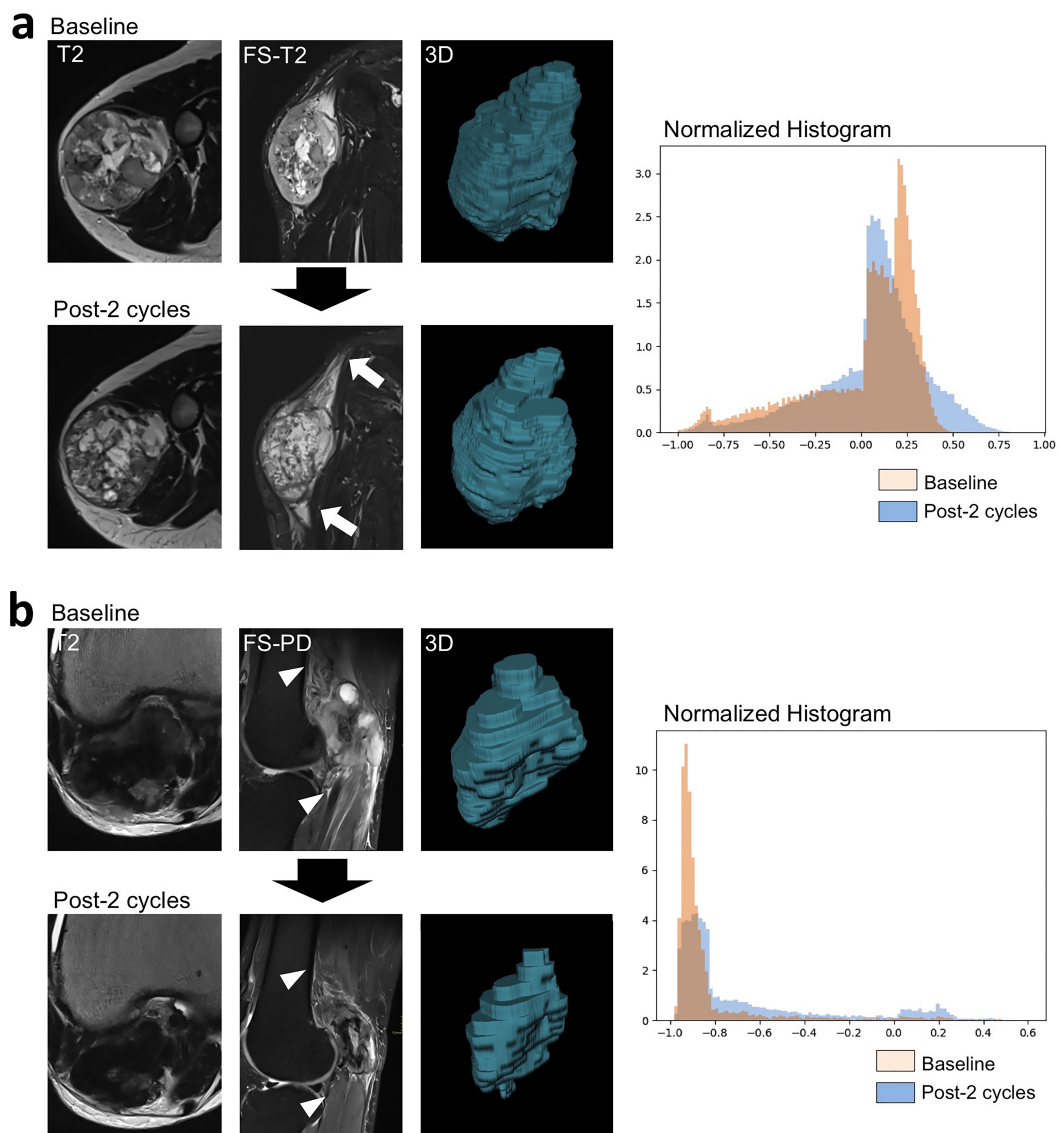 a
Baseline
T2
FS-T2
3D
Post-2 cycles
Normalized Histogram
3.0
2.5
2.0
1.5
1.0
0.5
0.0
−1.00 −0.75 −0.50 −0.25 0.00 0.25 0.50 0.75 1.00
Baseline
Post-2 cycles
b
Baseline
T2
FS-PD
3D
Post-2 cycles
Normalized Histogram
10
8
6
4
2
0
−1.0 −0.8 −0.6 −0.4 −0.2 0.0 0.2 0.4 0.6
Baseline
Post-2 cycles